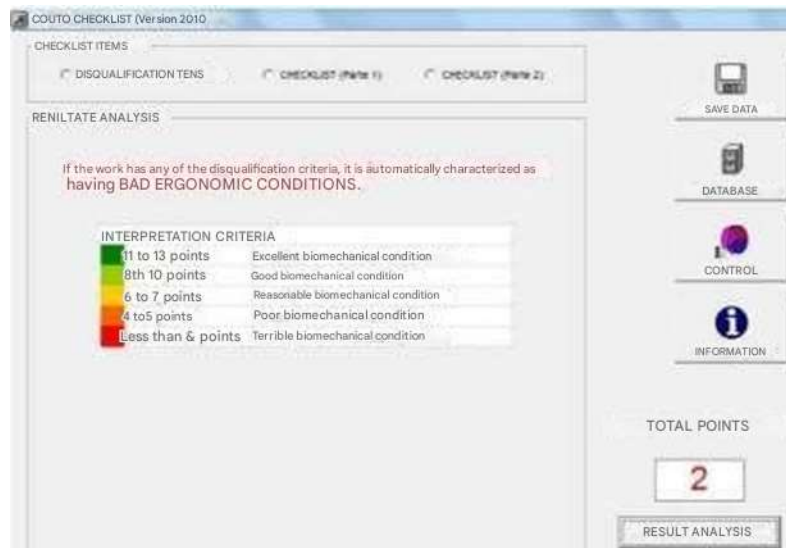 COUTO CHECKLIST (Version 2010
CHECKLIST ITEMS
DISQUALIFICATION TENS
CHECKLIST (Parte 1)
CHECKLIST (Parte 2)
SAVE DATA
RENILTATE ANALYSIS
If the work has any of the disqualification criteria, it is automatically characterized as
having BAD ERGONOMIC CONDITIONS.
DATABASE
INTERPRETATION CRITERIA
11 to 13 points Excellent biomechanical condition
8th 10 points Good biomechanical condition
6 to 7 points Reasonable biomechanical condition
4 to5 points Poor biomechanical condition
Less than & points Terrible biomechanical condition
CONTROL
INFORMATION
TOTAL POINTS
2
RESULT ANALYSIS